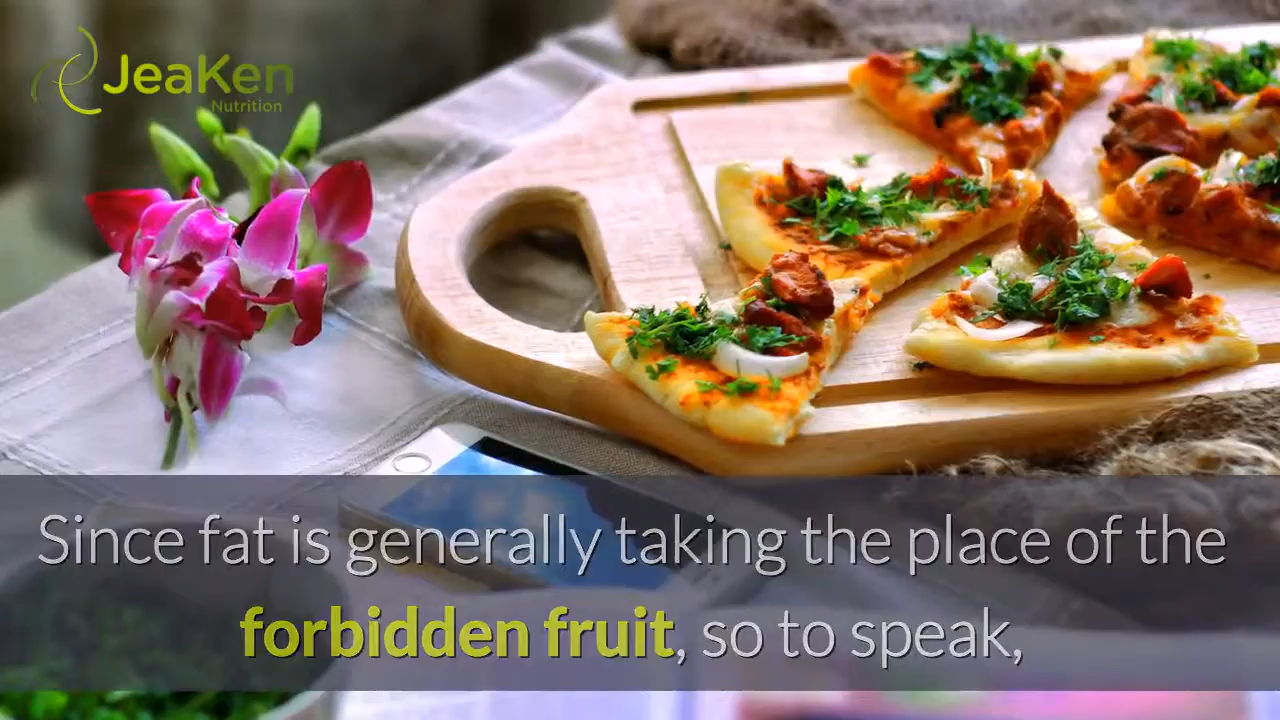 JeaKen
Nutrition
Since fat is generally taking the place of the
forbidden fruit, so to speak,